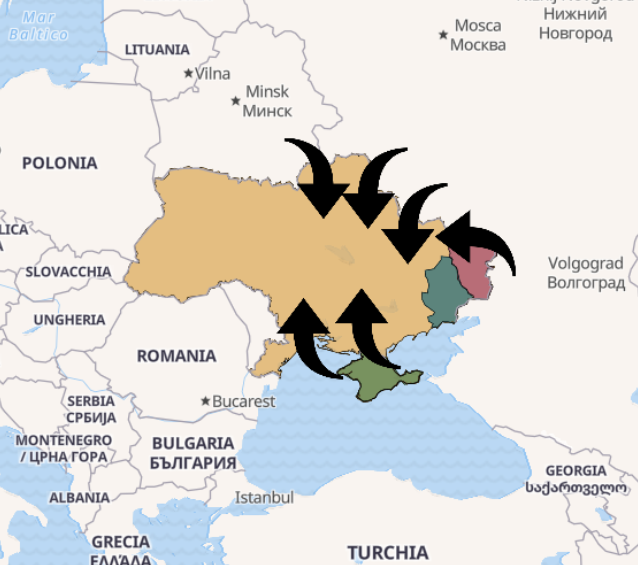 Mar
Baltico
Mosca
Москва
Нижний
Новгород
LITUANIA
Vilna
Minsk
Минск
POLONIA
SLOVACCHIA
Volgograd
Волгоград
UNGHERIA
ROMANIA
SERBIA
СРБИЈА
Bucarest
MONTENEGRO
/ ЦРНА ГОРА
BULGARIA
БЪЛГАРИЯ
ALBANIA
Istanbul
GEORGIA
საქართველო
GRECIA
ΕΛΛΆΔΑ
TURCHIA